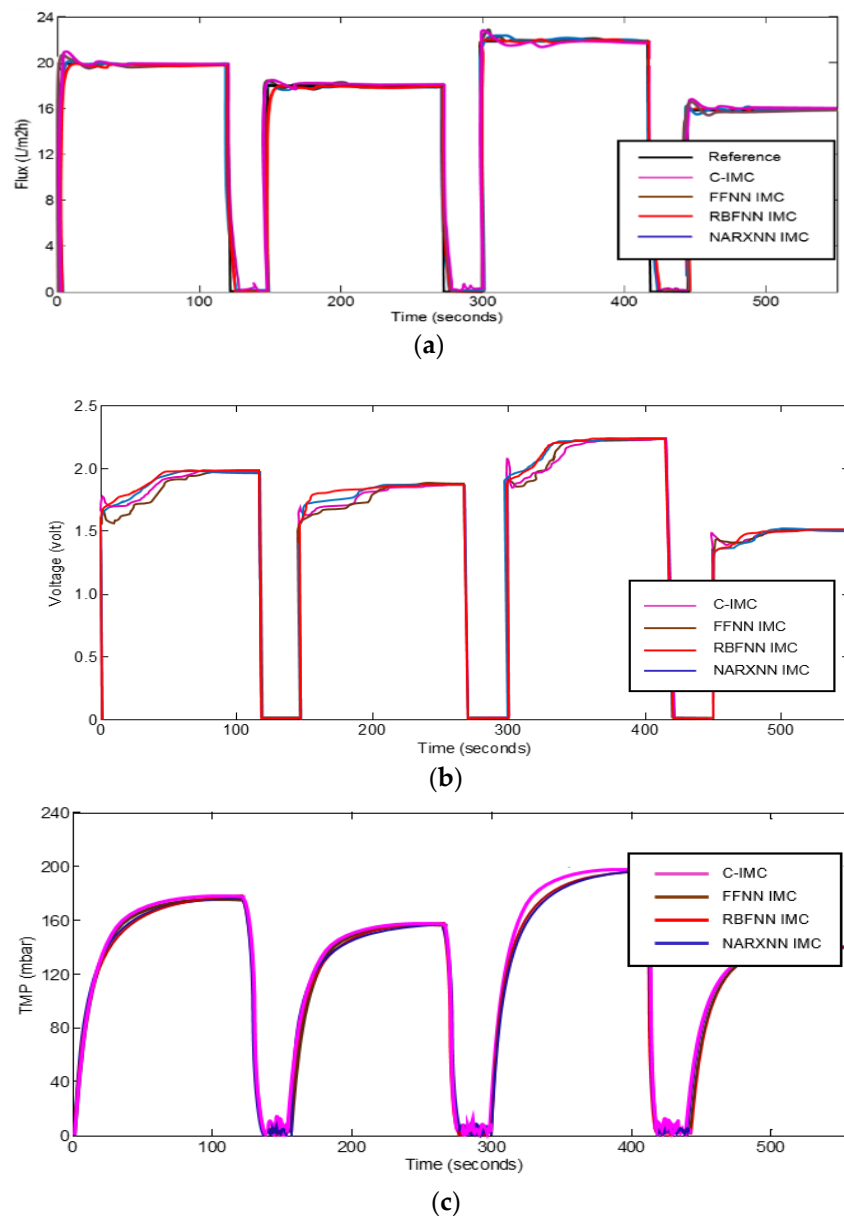 24
20
16
12
8
4
0
Flux (L/m2h)
Reference
C-IMC
FFNN IMC
RBFNN IMC
NARXNN IMC
0 100 200 300 400 500
Time (seconds)
(a)
2.5
2.0
1.5
1.0
0.5
0
Voltage (volt)
C-IMC
FFNN IMC
RBFNN IMC
NARXNN IMC
0 100 200 300 400 500
Time (seconds)
(b)
240
200
160
120
80
40
0
TMP (mbar)
C-IMC
FFNN IMC
RBFNN IMC
NARXNN IMC
0 100 200 300 400 500
Time (seconds)
(c)